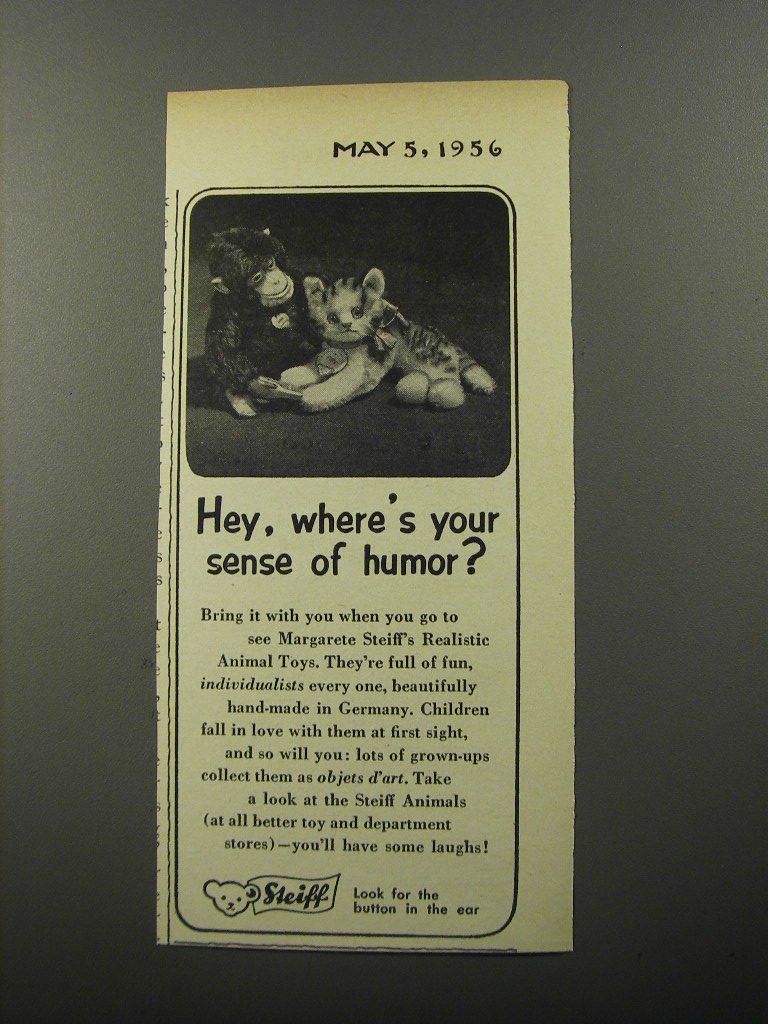 MAY 5, 1956
Hey, where's your
sense of humor?
Bring it with you when you go to
see Margarete Steiff's Realistic
Animal Toys. They're full of fun,
individualists every one, beautifully
hand-made in Germany. Children
fall in love with them at first sight,
and so will you: lots of grown-ups
collect them as objets d'art. Take
a look at the Steiff Animals
(at all better toy and department
stores)—you'll have some laughs!
Steiff
Look for the
button in the ear